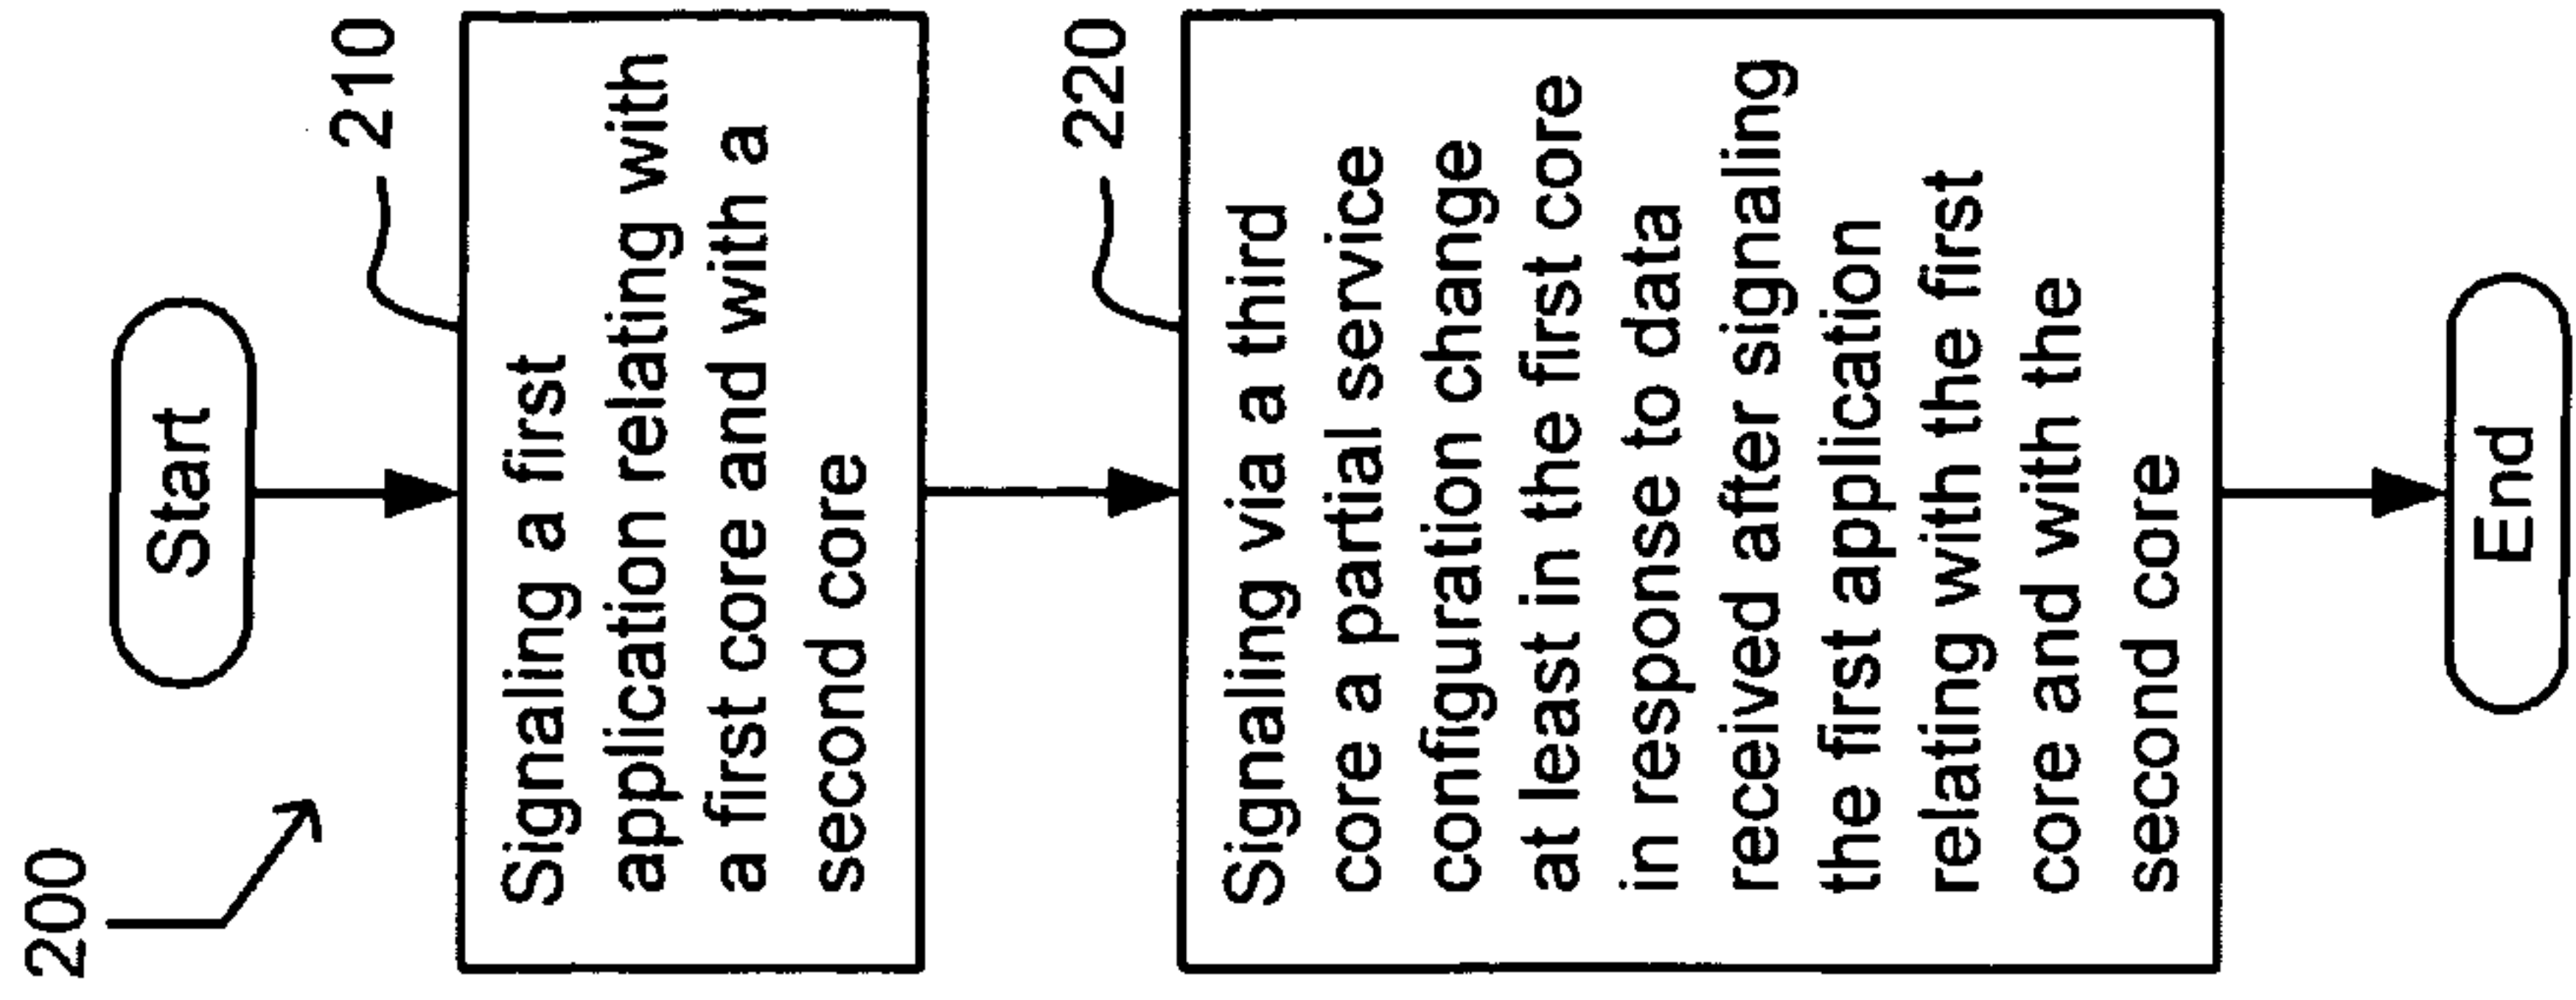 200
Start
210
Signaling a first
application relating with
a first core and with a
second core
220
Signaling via a third
core a partial service
configuration change
at least in the first core
in response to data
received after signaling
the first application
relating with the first
core and with the
second core
End